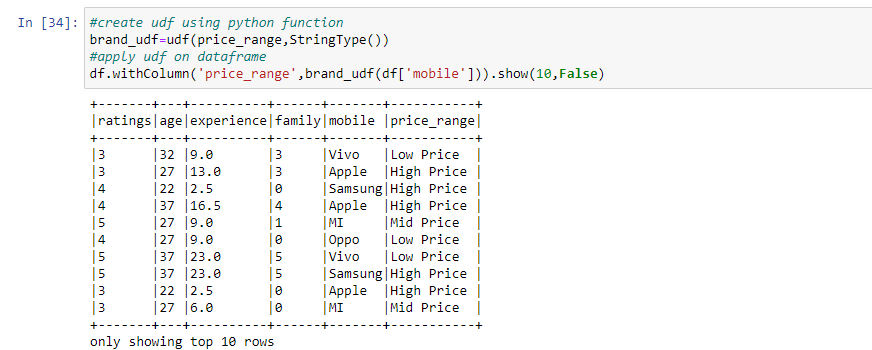 In [34]: #create udf using python function
brand_udf=udf(price_range,StringType())
#apply udf on dataframe
df.withColumn('price_range',brand_udf(df['mobile'])).show(10,False)
+-------+---+----------+------+-------+-----------+
|ratings|age|experience|family|mobile |price_range|
+-------+---+----------+------+-------+-----------+
|3      |32 |9.0       |3     |Vivo   |Low Price  |
|3      |27 |13.0      |3     |Apple  |High Price |
|4      |22 |2.5       |0     |Samsung|High Price |
|4      |37 |16.5      |4     |Apple  |High Price |
|5      |27 |9.0       |1     |MI     |Mid Price  |
|4      |27 |9.0       |0     |Oppo   |Low Price  |
|5      |37 |23.0      |5     |Vivo   |Low Price  |
|5      |37 |23.0      |5     |Samsung|High Price |
|3      |22 |2.5       |0     |Apple  |High Price |
|3      |27 |6.0       |0     |MI     |Mid Price  |
+-------+---+----------+------+-------+-----------+
only showing top 10 rows